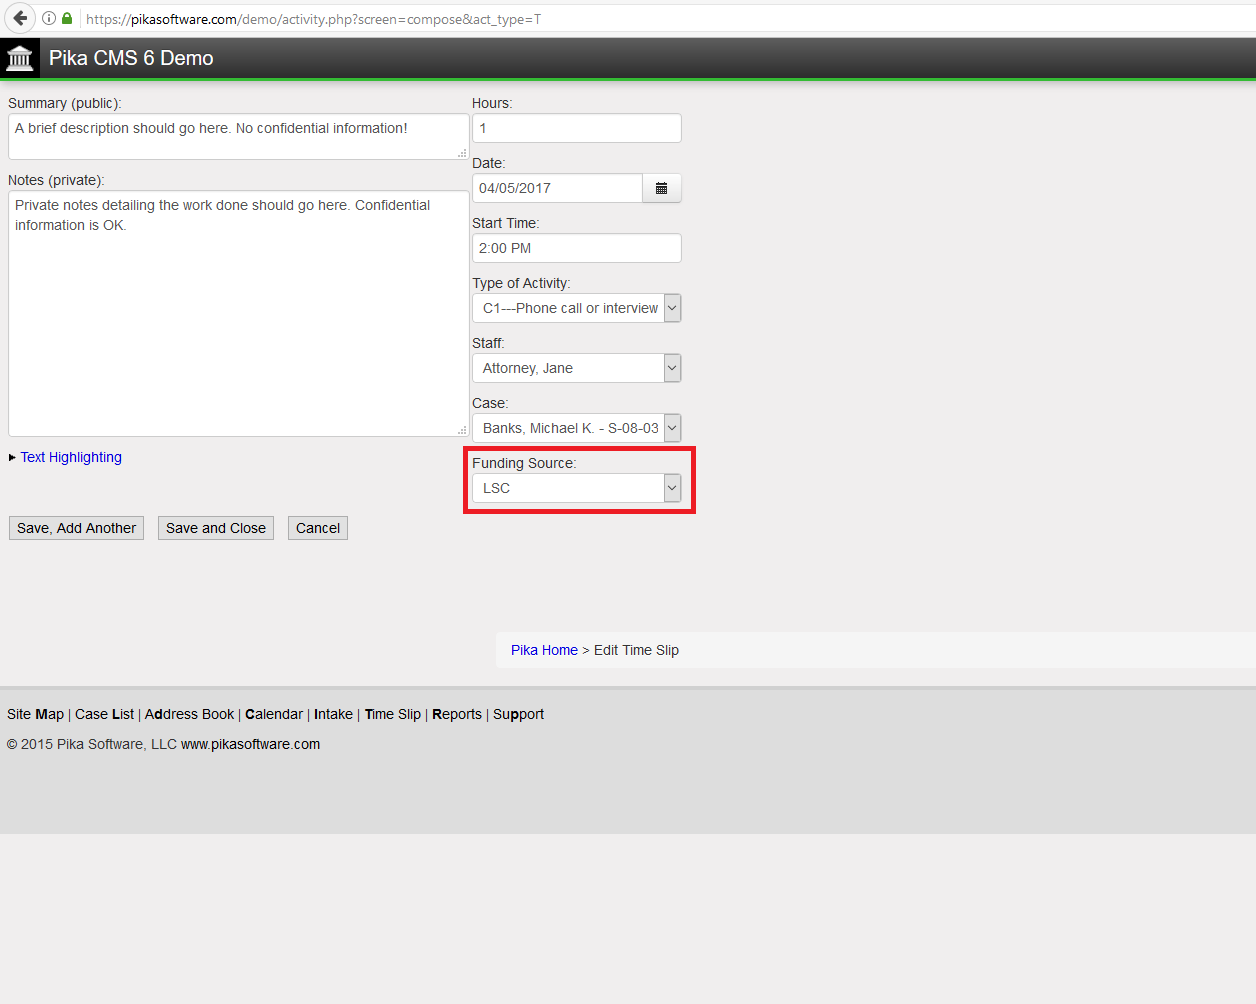 https://pikasoftware.com/demo/activity.php?screen=compose&act_type=T
Pika CMS 6 Demo
Summary (public):
A brief description should go here. No confidential information!
Notes (private):
Private notes detailing the work done should go here. Confidential
information is OK.
Text Highlighting
Hours:
1
Date:
04/05/2017
Start Time:
2:00 PM
Type of Activity:
C1---Phone call or interview
Staff:
Attorney, Jane
Case:
Banks, Michael K. - S-08-03
Funding Source:
LSC
Save, Add Another Save and Close Cancel
Pika Home > Edit Time Slip
Site Map | Case List | Address Book | Calendar | Intake | Time Slip | Reports | Support
© 2015 Pika Software, LLC www.pikasoftware.com